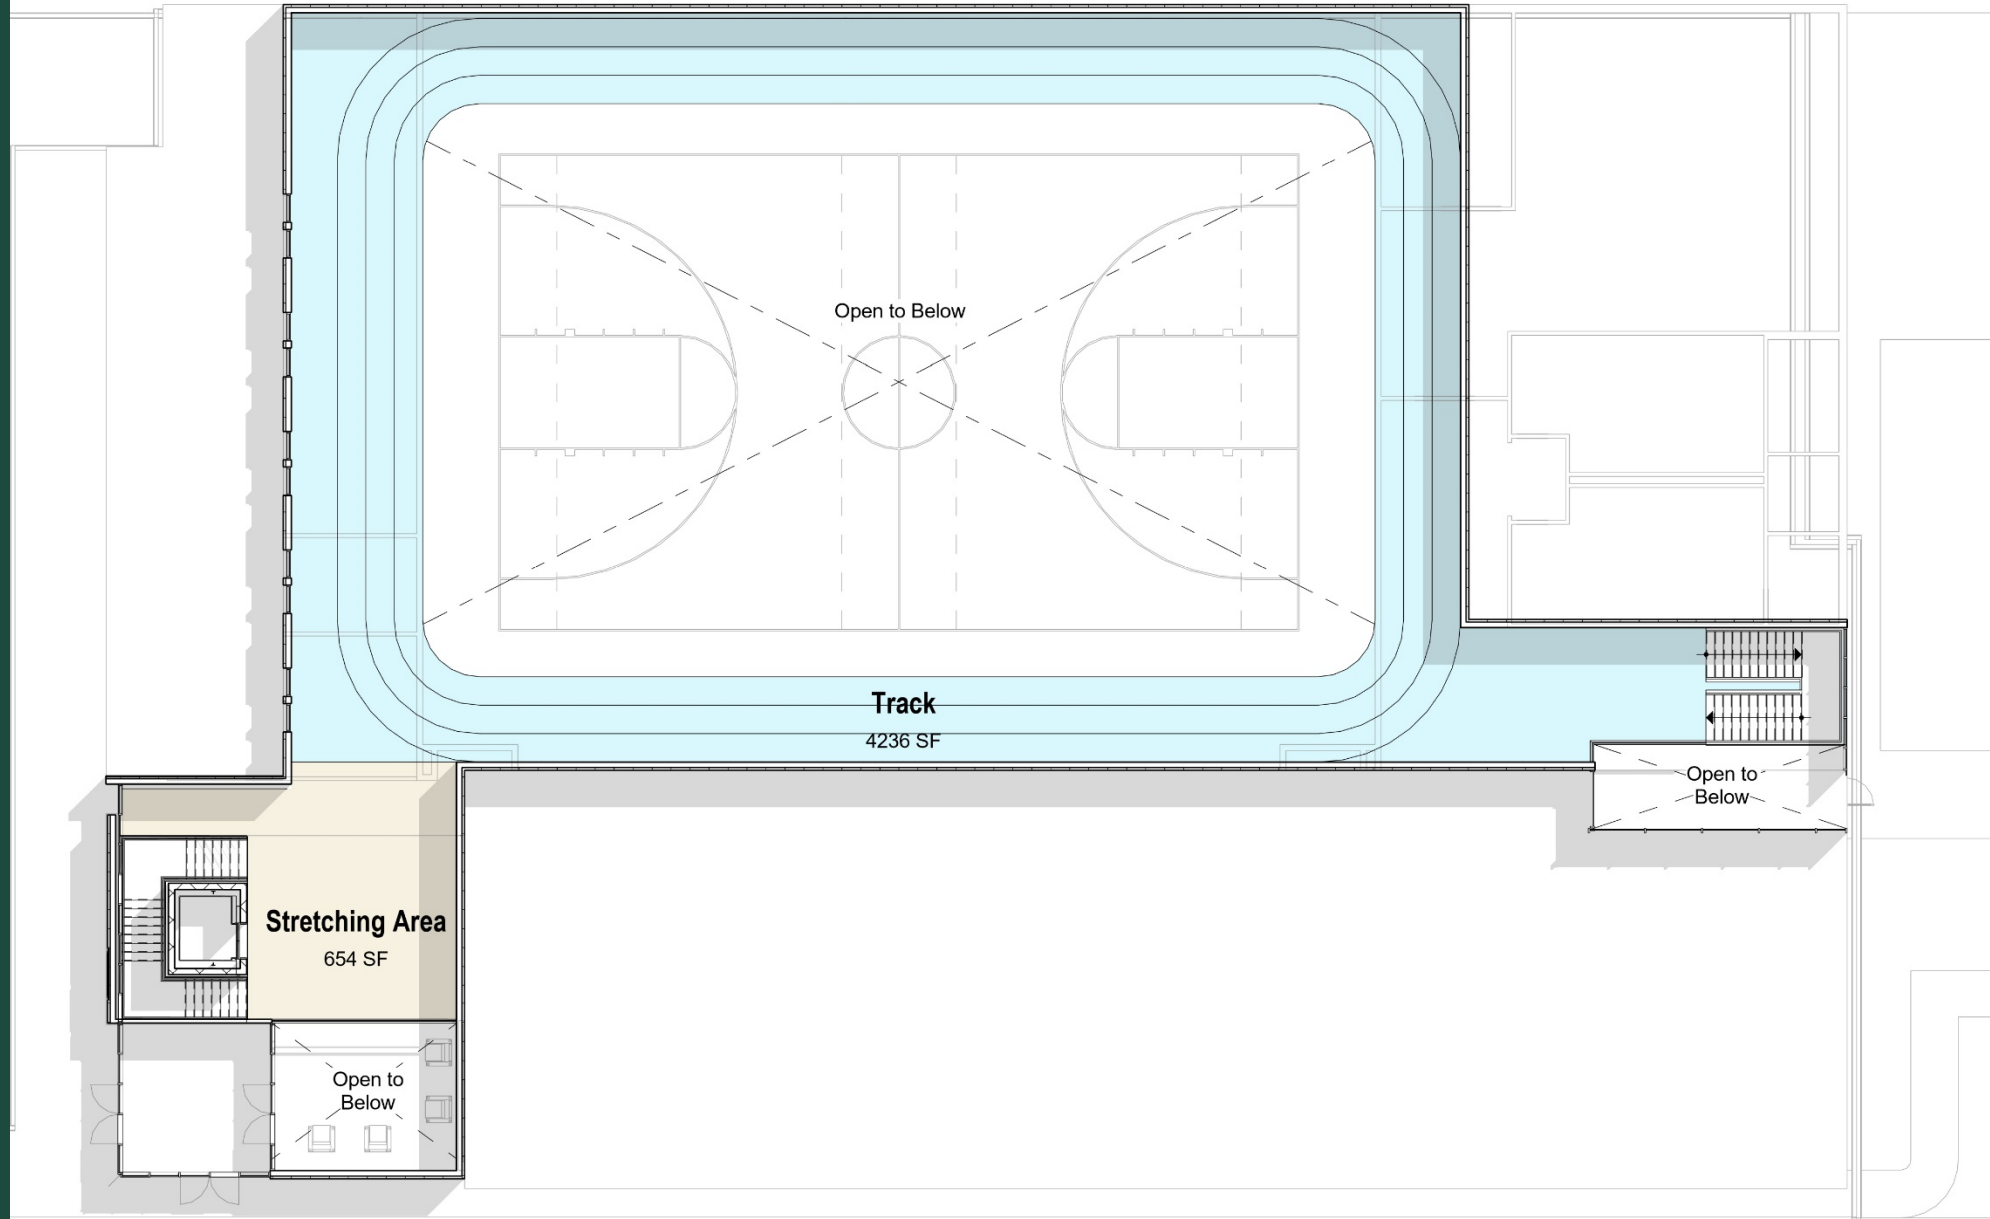 Open to Below
Track
4236 SF
Open to
Below
Stretching Area
654 SF
Open to
Below